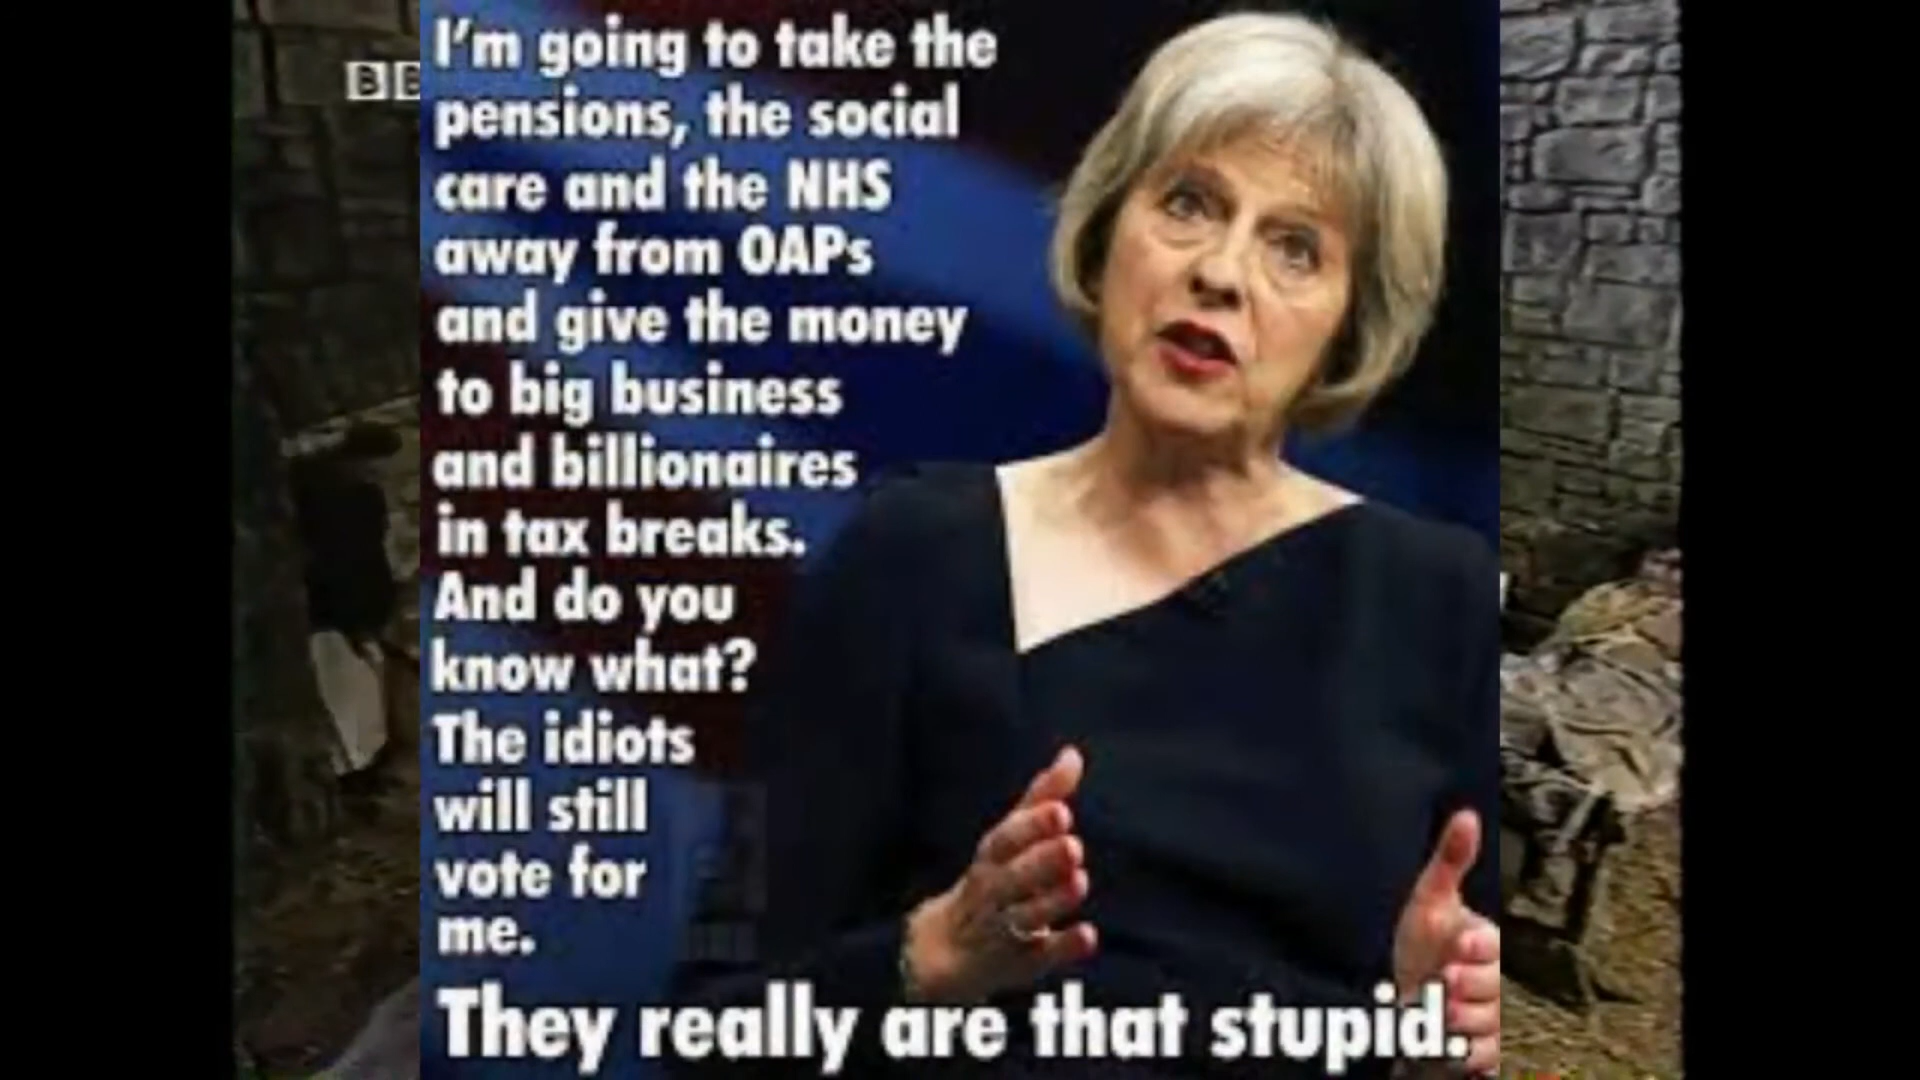 BB
I'm going to take the
pensions, the social
care and the NHS
away from OAPs
and give the money
to big business
and billionaires
in tax breaks.
And do you
know what?
The idiots
will still
vote for
me.
They really are that stupid.